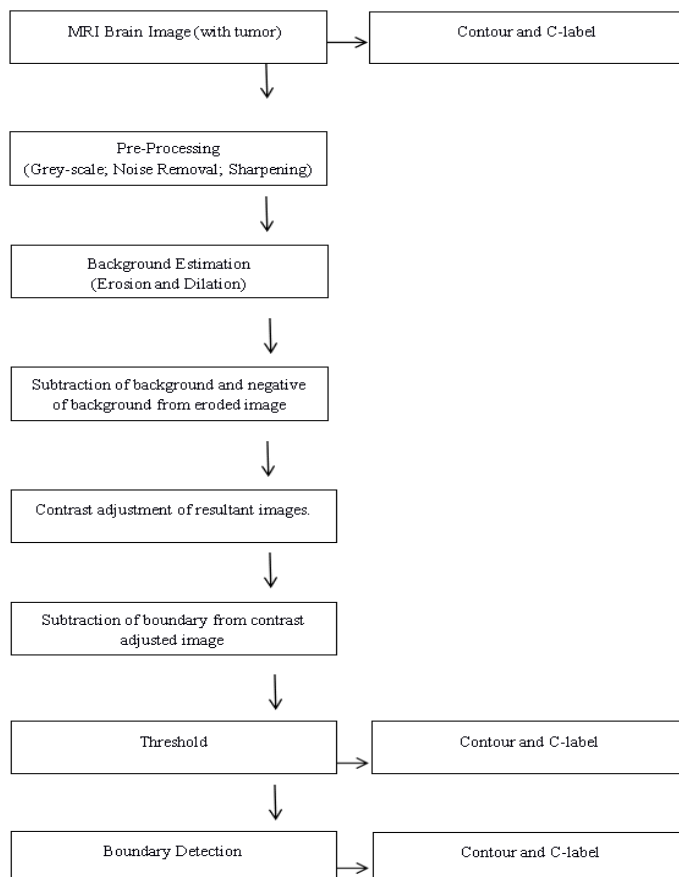 MRI Brain Image (with tumor)
Contour and C-label
Pre-Processing
(Grey-scale; Noise Removal; Sharpening)
Background Estimation
(Erosion and Dilation)
Subtraction of background and negative
of background from eroded image
Contrast adjustment of resultant images.
Subtraction of boundary from contrast
adjusted image
Threshold
Contour and C-label
Boundary Detection
Contour and C-label